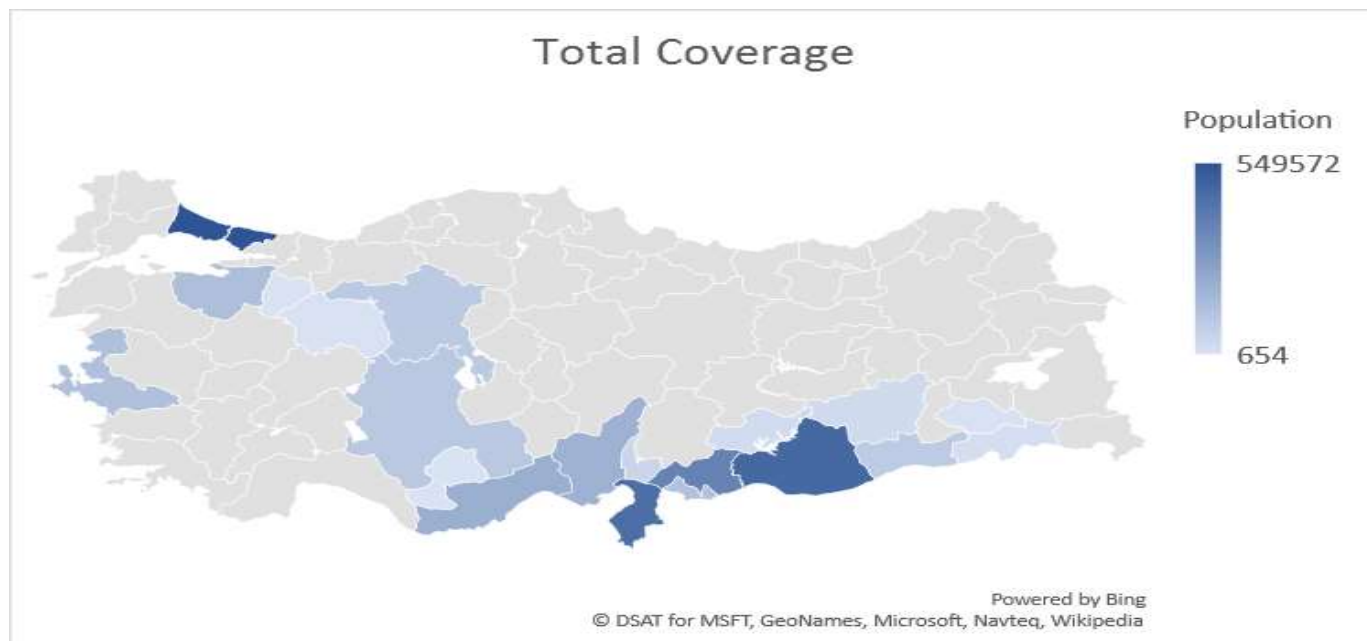 Total Coverage
Population
549572
654
Powered by Bing
© DSAT for MSFT, GeoNames, Microsoft, Navteq, Wikipedia